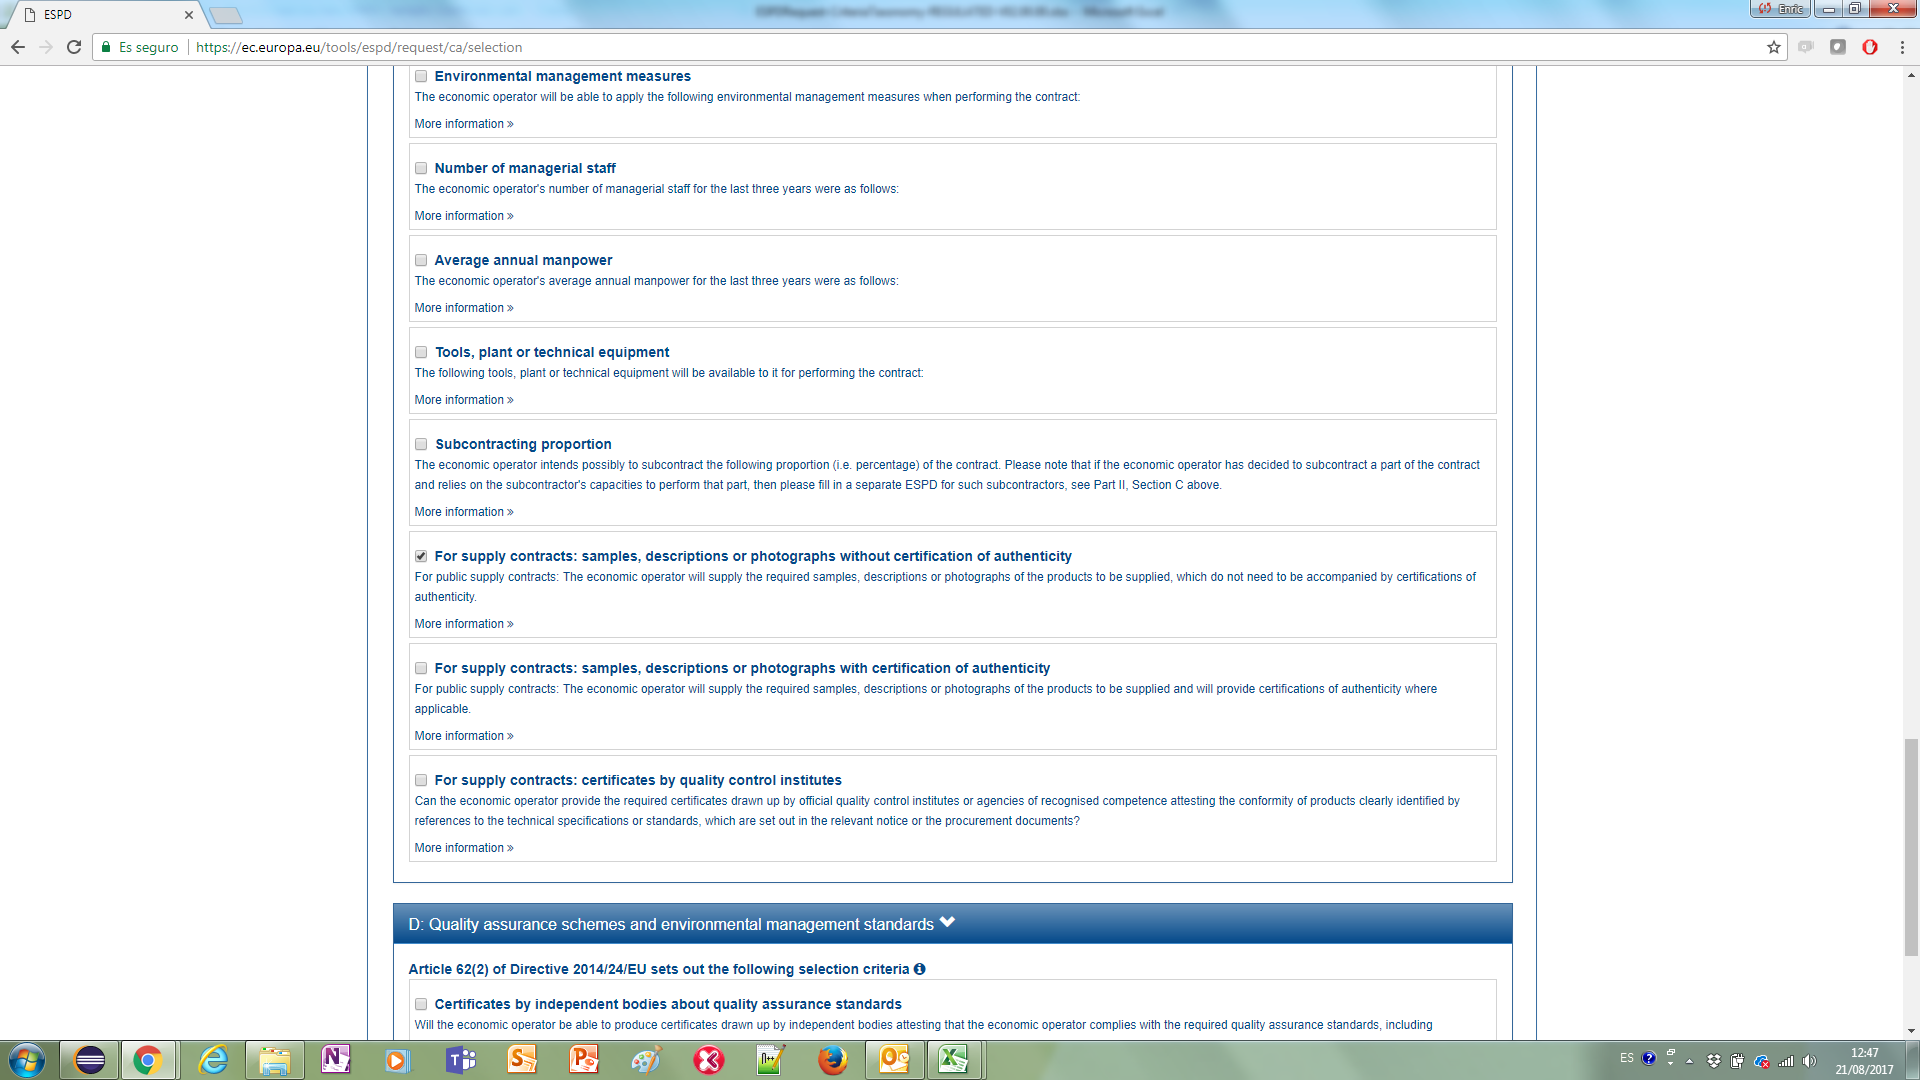 ESPD
Enric
Es seguro
https://ec.europa.eu/tools/espd/request/ca/selection
Environmental management measures
The economic operator will be able to apply the following environmental management measures when performing the contract:
More information »
Number of managerial staff
The economic operator's number of managerial staff for the last three years were as follows:
More information »
Average annual manpower
The economic operator's average annual manpower for the last three years were as follows:
More information »
Tools, plant or technical equipment
The following tools, plant or technical equipment will be available to it for performing the contract:
More information »
Subcontracting proportion
The economic operator intends possibly to subcontract the following proportion (i.e. percentage) of the contract. Please note that if the economic operator has decided to subcontract a part of the contract
and relies on the subcontractor's capacities to perform that part, then please fill in a separate ESPD for such subcontractors, see Part II, Section C above.
More information »
For supply contracts: samples, descriptions or photographs without certification of authenticity
For public supply contracts: The economic operator will supply the required samples, descriptions or photographs of the products to be supplied, which do not need to be accompanied by certifications of
authenticity.
More information »
For supply contracts: samples, descriptions or photographs with certification of authenticity
For public supply contracts: The economic operator will supply the required samples, descriptions or photographs of the products to be supplied and will provide certifications of authenticity where
applicable.
More information »
For supply contracts: certificates by quality control institutes
Can the economic operator provide the required certificates drawn up by official quality control institutes or agencies of recognised competence attesting the conformity of products clearly identified by
references to the technical specifications or standards, which are set out in the relevant notice or the procurement documents?
More information »
D: Quality assurance schemes and environmental management standards
Article 62(2) of Directive 2014/24/EU sets out the following selection criteria
Certificates by independent bodies about quality assurance standards
Will the economic operator be able to produce certificates drawn up by independent bodies attesting that the economic operator complies with the required quality assurance standards, including
ES
12:47
21/08/2017